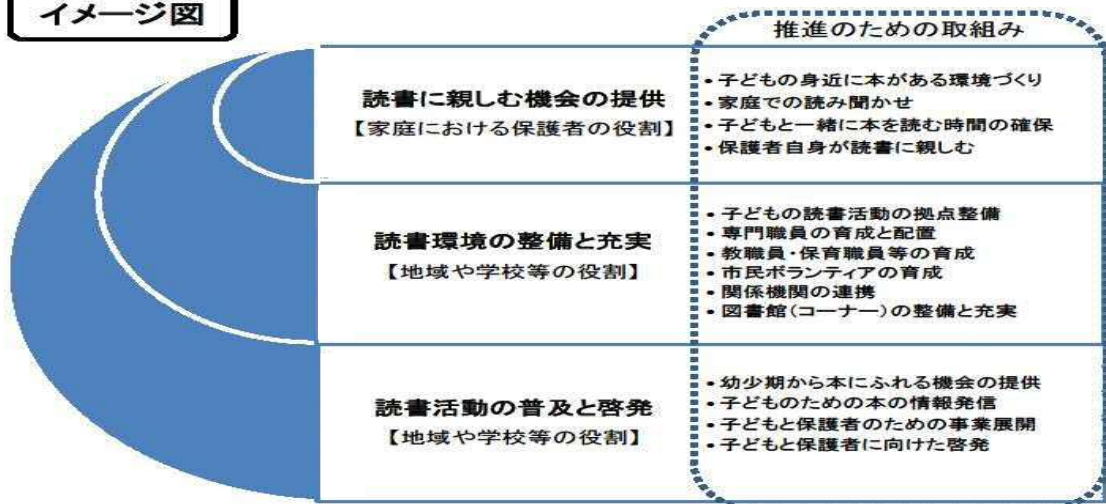 イメージ図
推進のための取組み
読書に親しむ機会の提供
【家庭における保護者の役割】
・子どもの身近に本がある環境づくり
・家庭での読み聞かせ
・子どもと一緒に本を読む時間の確保
・保護者自身が読書に親しむ
読書環境の整備と充実
【地域や学校等の役割】
・子どもの読書活動の拠点整備
・専門職員の育成と配置
・教職員・保育職員等の育成
・市民ボランティアの育成
・関係機関の連携
・図書館(コーナー)の整備と充実
読書活動の普及と啓発
【地域や学校等の役割】
・幼少期から本にふれる機会の提供
・子どものための本の情報発信
・子どもと保護者のための事業展開
・子どもと保護者に向けた啓発